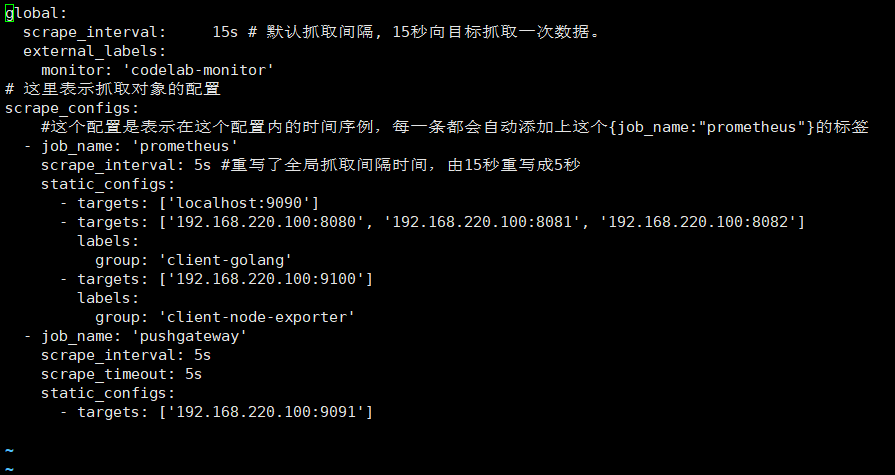 global:
  scrape_interval:     15s # 默认抓取间隔, 15秒向目标抓取一次数据。
  external_labels:
    monitor: 'codelab-monitor'
# 这里表示抓取对象的配置
scrape_configs:
    #这个配置是表示在这个配置内的时间序例，每一条都会自动添加上这个{job_name:"prometheus"}的标签
  - job_name: 'prometheus'
    scrape_interval: 5s #重写了全局抓取间隔时间，由15秒重写成5秒
    static_configs:
      - targets: ['localhost:9090']
      - targets: ['192.168.220.100:8080', '192.168.220.100:8081', '192.168.220.100:8082']
        labels:
          group: 'client-golang'
      - targets: ['192.168.220.100:9100']
        labels:
          group: 'client-node-exporter'
  - job_name: 'pushgateway'
    scrape_interval: 5s
    scrape_timeout: 5s
    static_configs:
      - targets: ['192.168.220.100:9091']
~
~